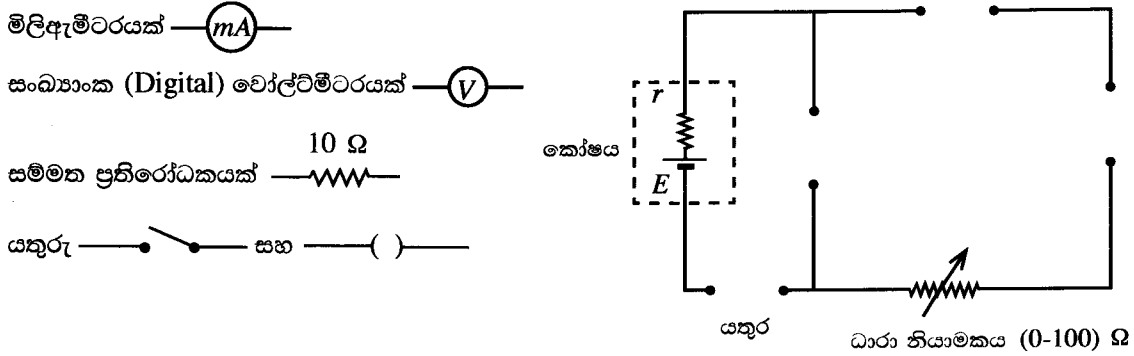 මිලිඇමීටරයක් mA
සංඛ්‍යාංක (Digital) වෝල්ට්මීටරයක් V
10 Ω
සම්මත ප්‍රතිරෝධකයක්
යතුරු සහ ( )
r
කෝෂය
E
යතුර
ධාරා නියාමකය (0-100) Ω